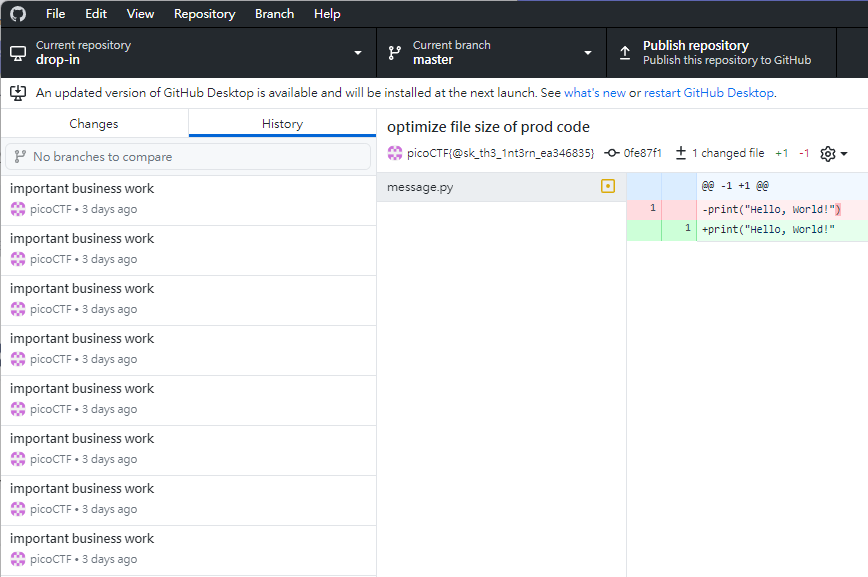 File Edit View Repository Branch Help
Current repository
drop-in
Current branch
master
Publish repository
Publish this repository to GitHub
An updated version of GitHub Desktop is available and will be installed at the next launch. See what's new or restart GitHub Desktop.
Changes
History
No branches to compare
important business work
picoCTF • 3 days ago
important business work
picoCTF • 3 days ago
important business work
picoCTF • 3 days ago
important business work
picoCTF • 3 days ago
important business work
picoCTF • 3 days ago
important business work
picoCTF • 3 days ago
important business work
picoCTF • 3 days ago
important business work
picoCTF • 3 days ago
optimize file size of prod code
picoCTF{@sk_th3_1nt3rn_ea346835} 0fe87f1 1 changed file +1 -1
message.py
@@ -1 +1 @@
1 -print("Hello, World!")
1 +print("Hello, World!"